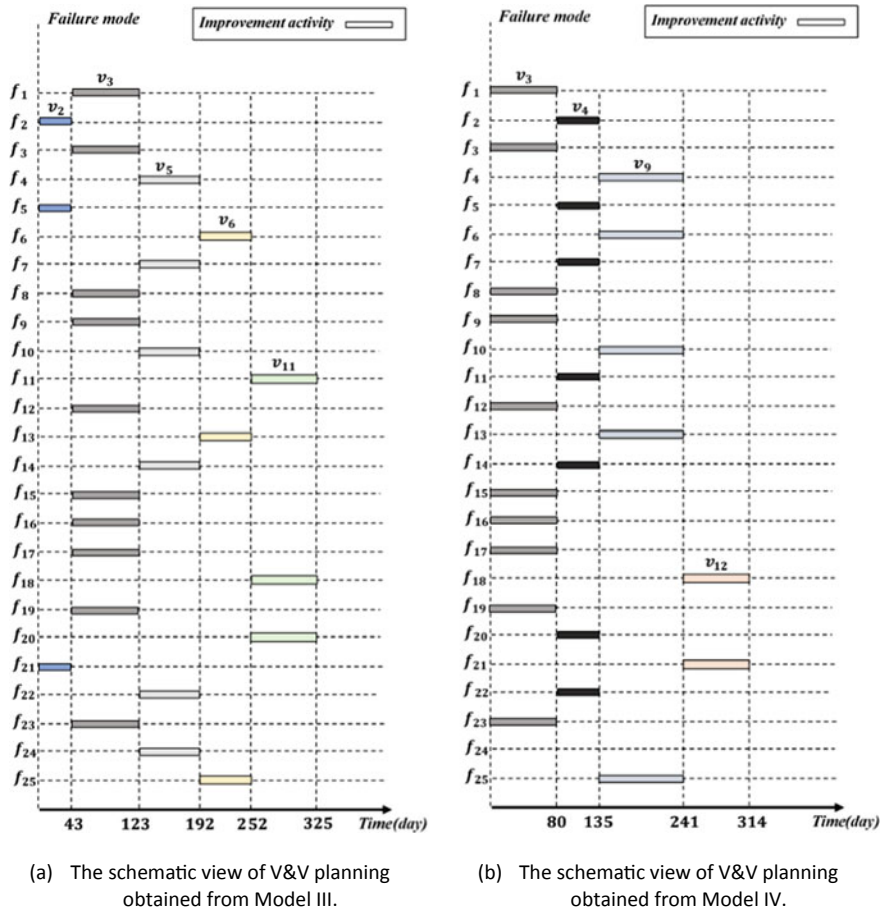 Failure mode
Improvement activity
f1
v3
v2
f2
f3
f4
v5
f5
f6
v6
f7
f8
f9
f10
f11
v11
f12
f13
f14
f15
f16
f17
f18
f19
f20
f21
f22
f23
f24
f25
43 123 192 252 325 Time(day)
(a) The schematic view of V&V planning
obtained from Model III.
Failure mode
Improvement activity
f1
v3
f2
v4
f3
f4
v9
f5
f6
f7
f8
f9
f10
f11
f12
f13
f14
f15
f16
f17
f18
v12
f19
f20
f21
f22
f23
f24
f25
80 135 241 314 Time(day)
(b) The schematic view of V&V planning
obtained from Model IV.